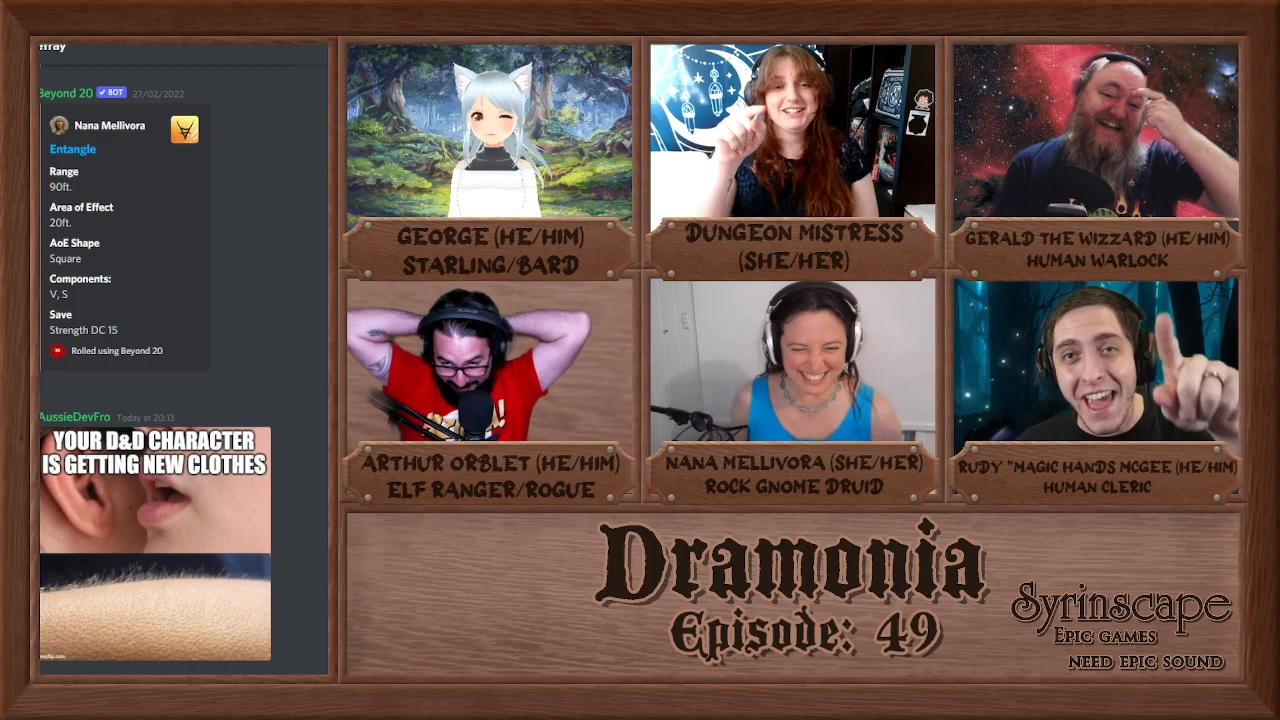 Beyond 20 ✓ BOT 27/02/2022
Nana Mellivora
Entangle
Range
90ft.
Area of Effect
20ft.
AoE Shape
Square
Components:
V, S
Save
Strength DC 15
Rolled using Beyond 20
AussieDevFro Today at 20:13
YOUR D&D CHARACTER
IS GETTING NEW CLOTHES
GEORGE (HE/HIM)
STARLING/BARD
DUNGEON MISTRESS
(SHE/HER)
GERALD THE WIZZARD (HE/HIM)
HUMAN WARLOCK
ARTHUR ORBLET (HE/HIM)
ELF RANGER/ROGUE
NANA MELLIVORA (SHE/HER)
ROCK GNOME DRUID
RUDY "MAGIC HANDS MCGEE (HE/HIM)
HUMAN CLERIC
Dramonia
Episode: 49
Syrinscape
EPIC GAMES
NEED EPIC SOUND